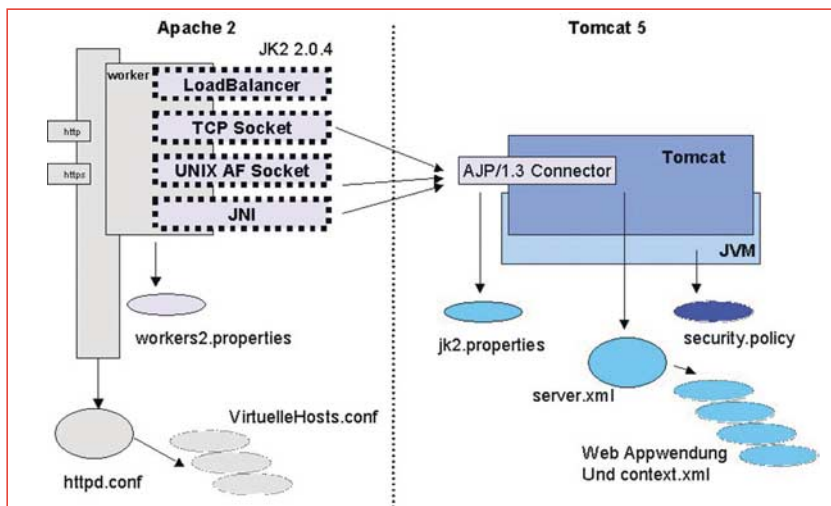 Apache 2
JK2 2.0.4
worker
LoadBalancer
http
TCP Socket
https
UNIX AF Socket
JNI
workers2.properties
VirtuelleHosts.conf
httpd.conf
Tomcat 5
Tomcat
AJP/1.3 Connector
JVM
jk2.properties
security.policy
server.xml
Web Appwendung
Und context.xml